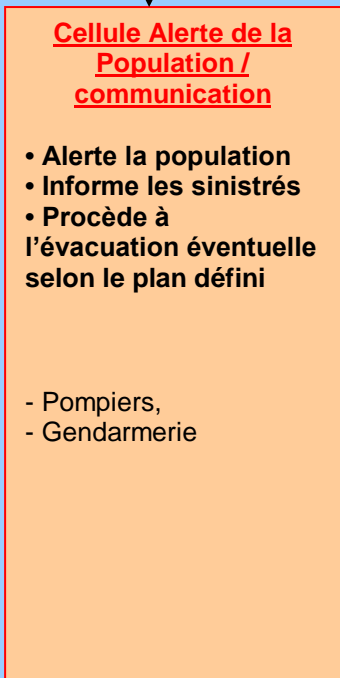 Cellule Alerte de la
Population /
communication
• Alerte la population
• Informe les sinistrés
• Procède à
l’évacuation éventuelle
selon le plan défini
- Pompiers,
- Gendarmerie